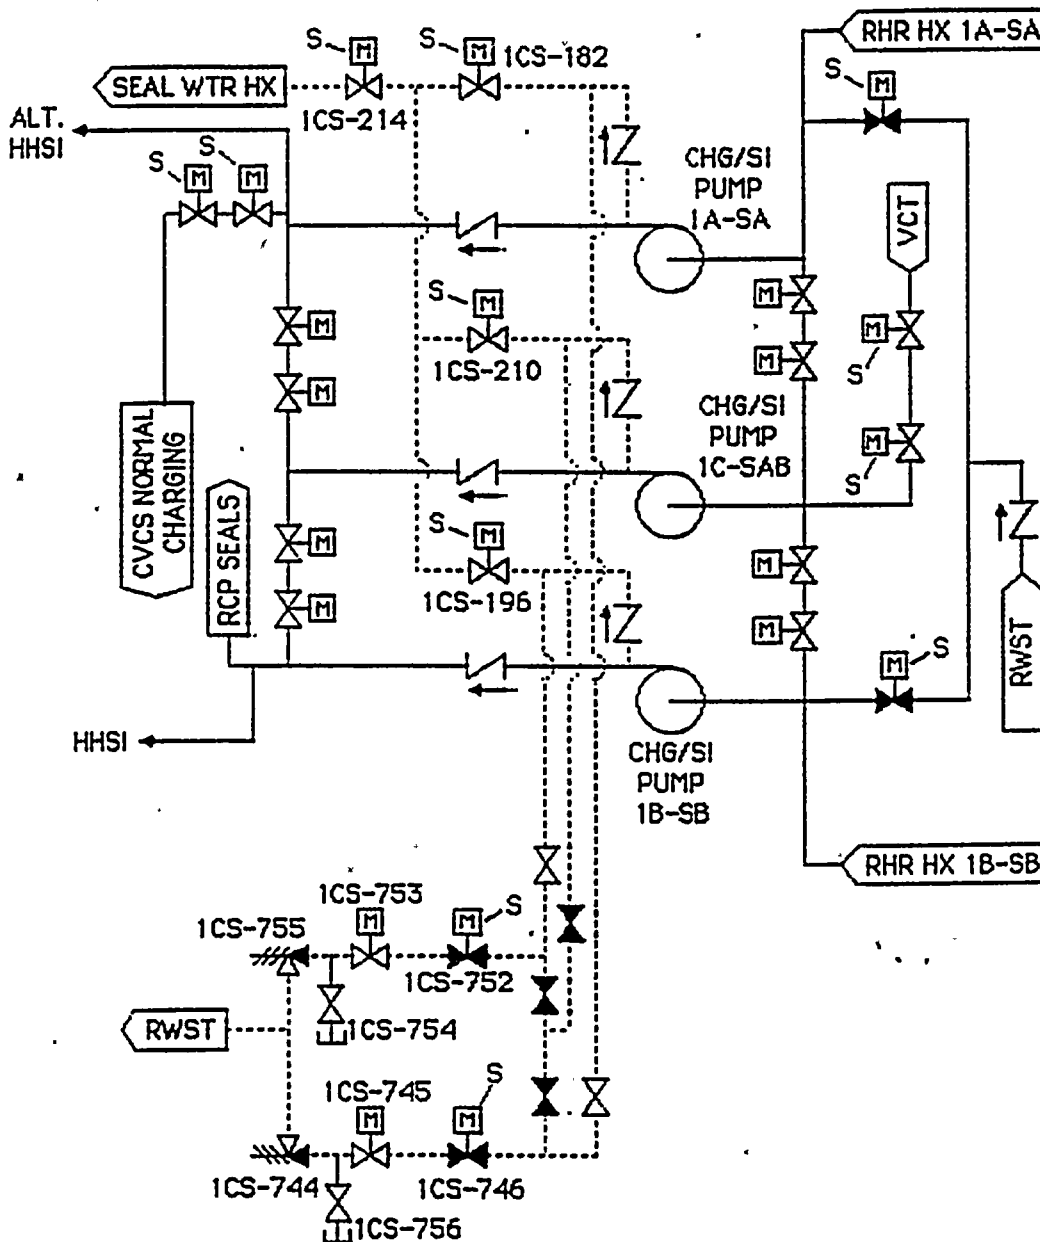 RHR HX 1A-SA
S
S
1CS-182
M
M
S
M
SEAL WTR HX
1CS-214
ALT.
HHSI
S
S
M
M
CHG/SI
PUMP
1A-SA
VCT
M
M
S
M
M
S
M
1CS-210
M
M
CHG/SI
PUMP
1C-SAB
M
S
CVCS NORMAL
CHARGING
RCP SEALS
S
M
1CS-196
M
M
M
M
RWST
M
S
HHSI
CHG/SI
PUMP
1B-SB
RHR HX 1B-SB
1CS-753
S
1CS-755
M
M
1CS-752
1CS-754
RWST
1CS-745
S
M
M
1CS-744
1CS-746
1CS-756